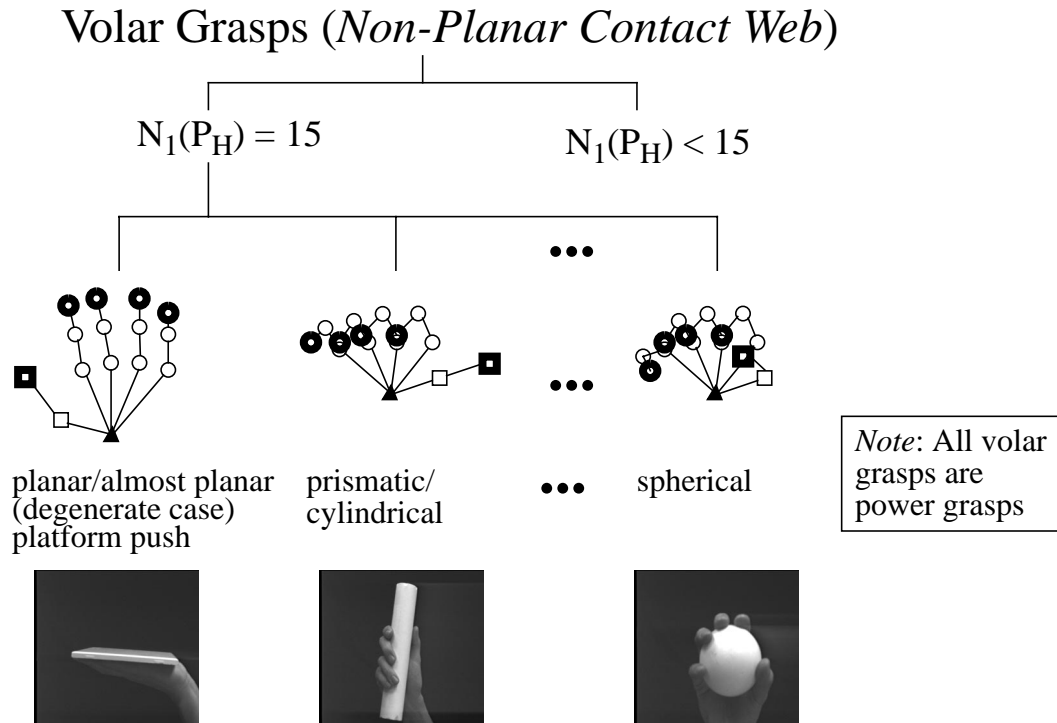 Volar Grasps (Non-Planar Contact Web)
N1(PH) = 15
N1(PH) < 15
planar/almost planar
(degenerate case)
platform push
prismatic/
cylindrical
spherical
Note: All volar
grasps are
power grasps